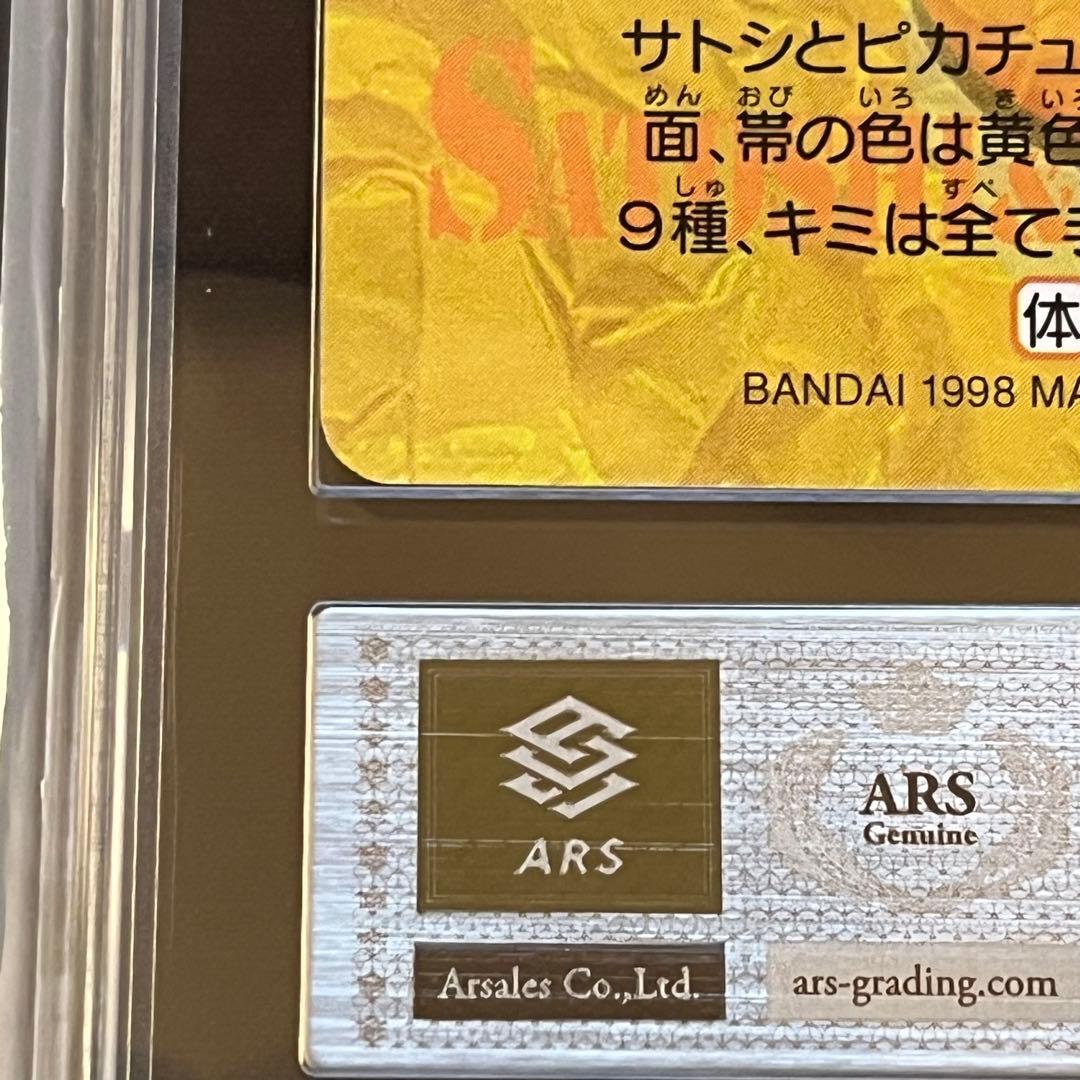 サトシとピカチュ
めん おび いろ き いろ
面、帯の色は黄色
しゅ すべ
9種、キミは全て手
体
BANDAI 1998 MA
ARS
ARS
Genuine
Arsales Co.,Ltd.
ars-grading.com